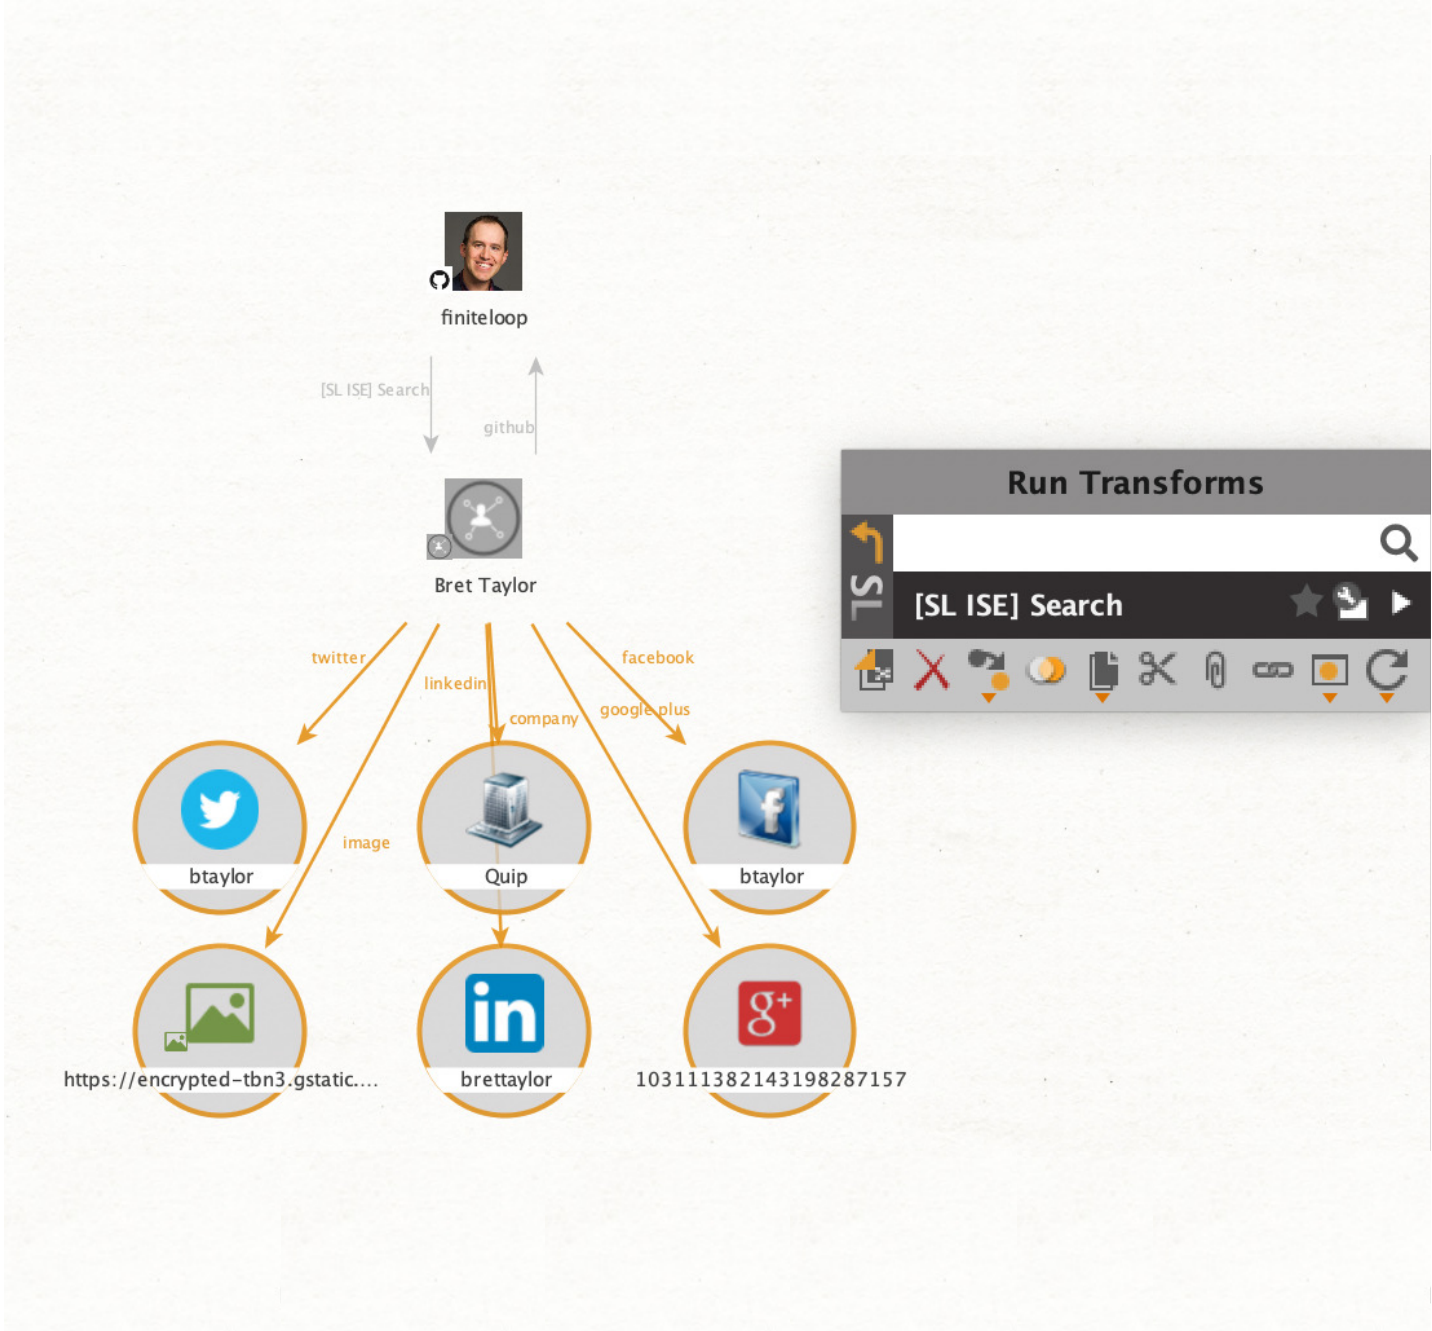 finiteloop
[SL ISE] Search
github
Bret Taylor
twitter
facebook
linkedin
company
google plus
image
btaylor
Quip
btaylor
https://encrypted-tbn3.gstatic....
brettaylor
103111382143198287157
in
g+
f
Run Transforms
SL
[SL ISE] Search